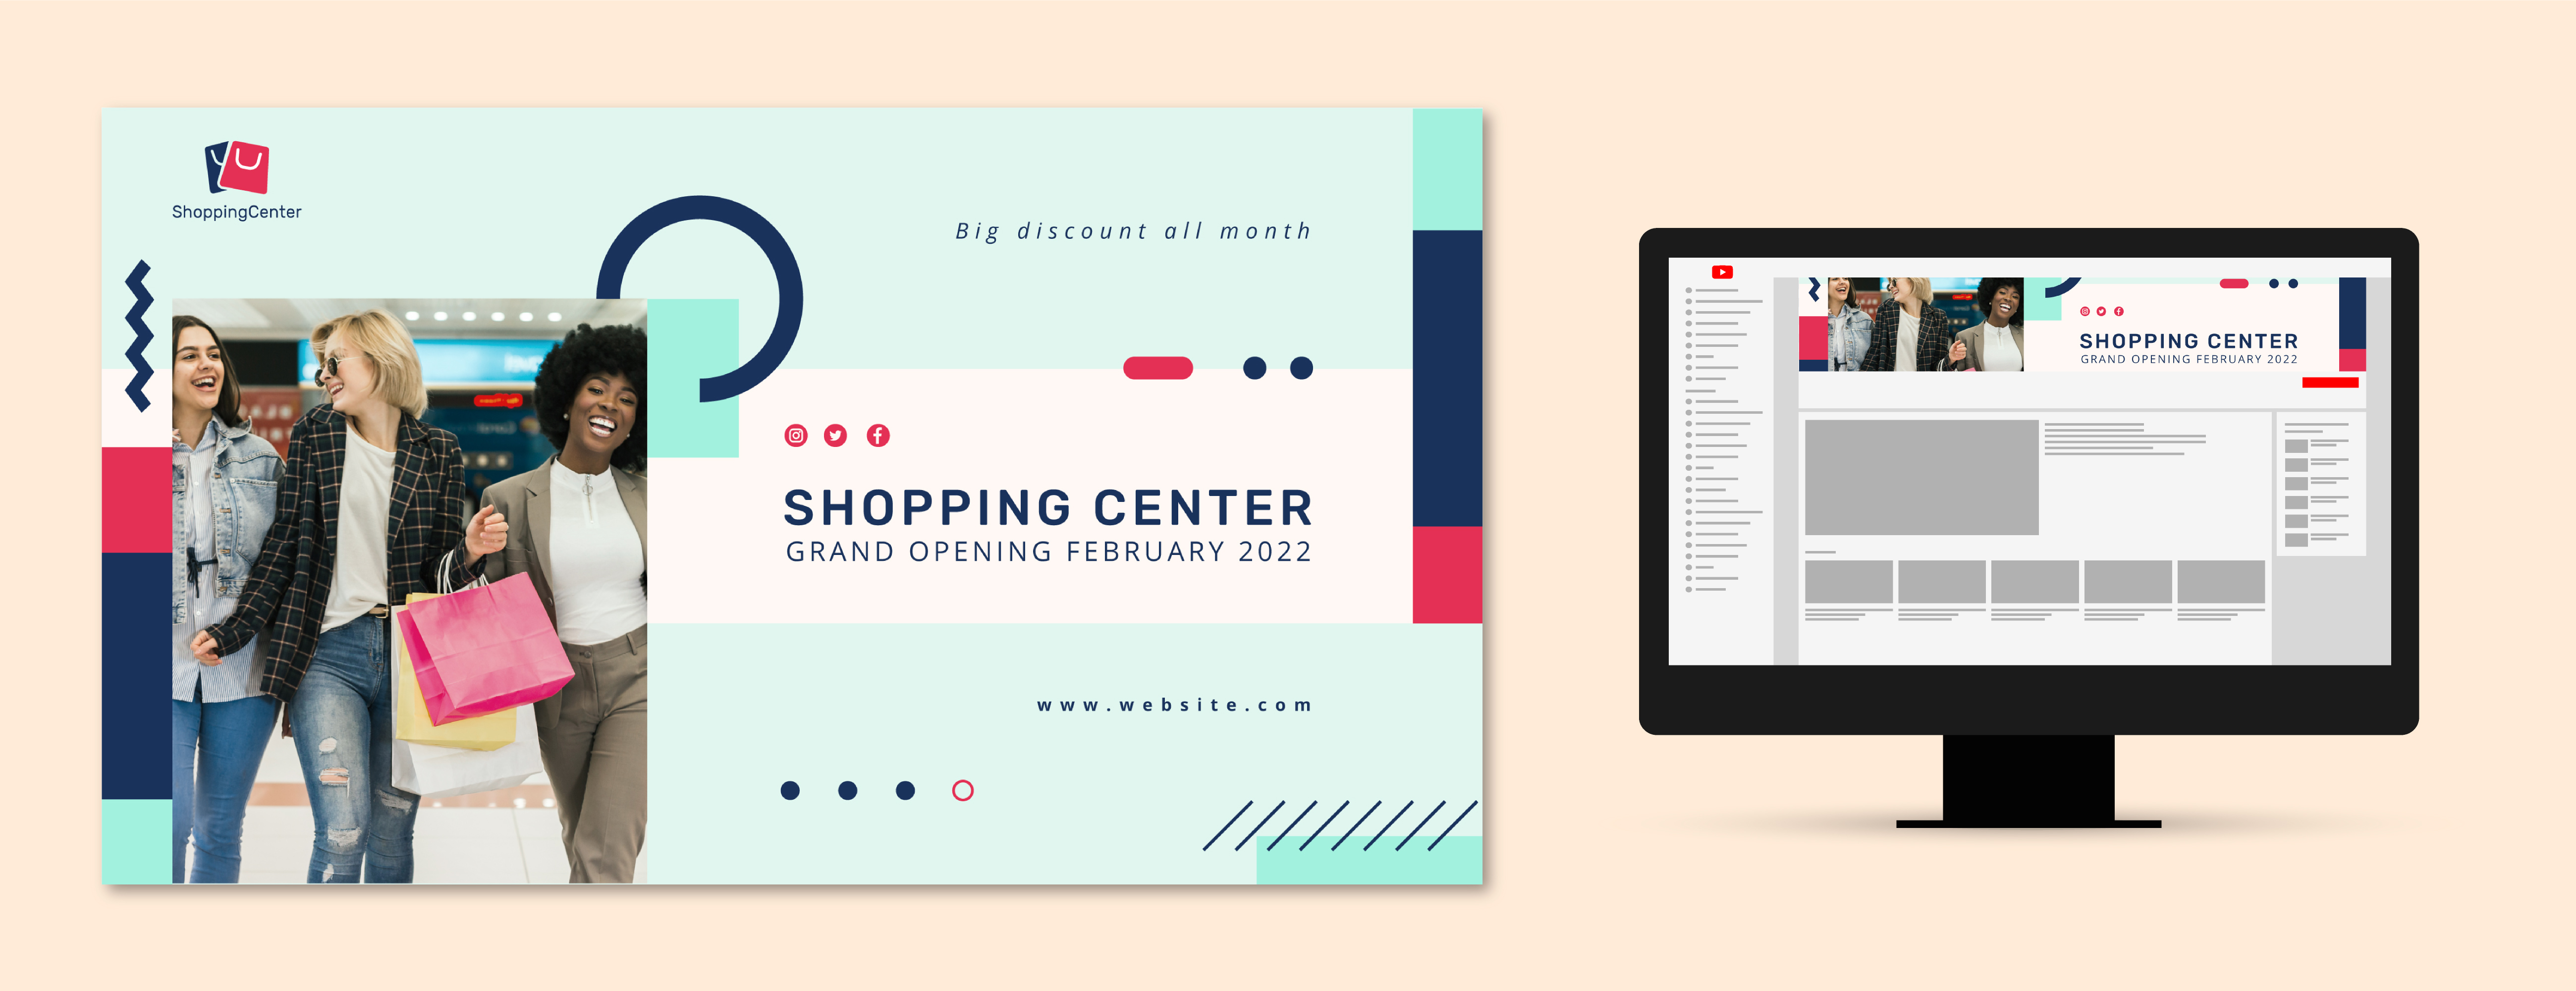 ShoppingCenter
Big discount all month
SHOPPING CENTER
GRAND OPENING FEBRUARY 2022
www.website.com
SHOPPING CENTER
GRAND OPENING FEBRUARY 2022